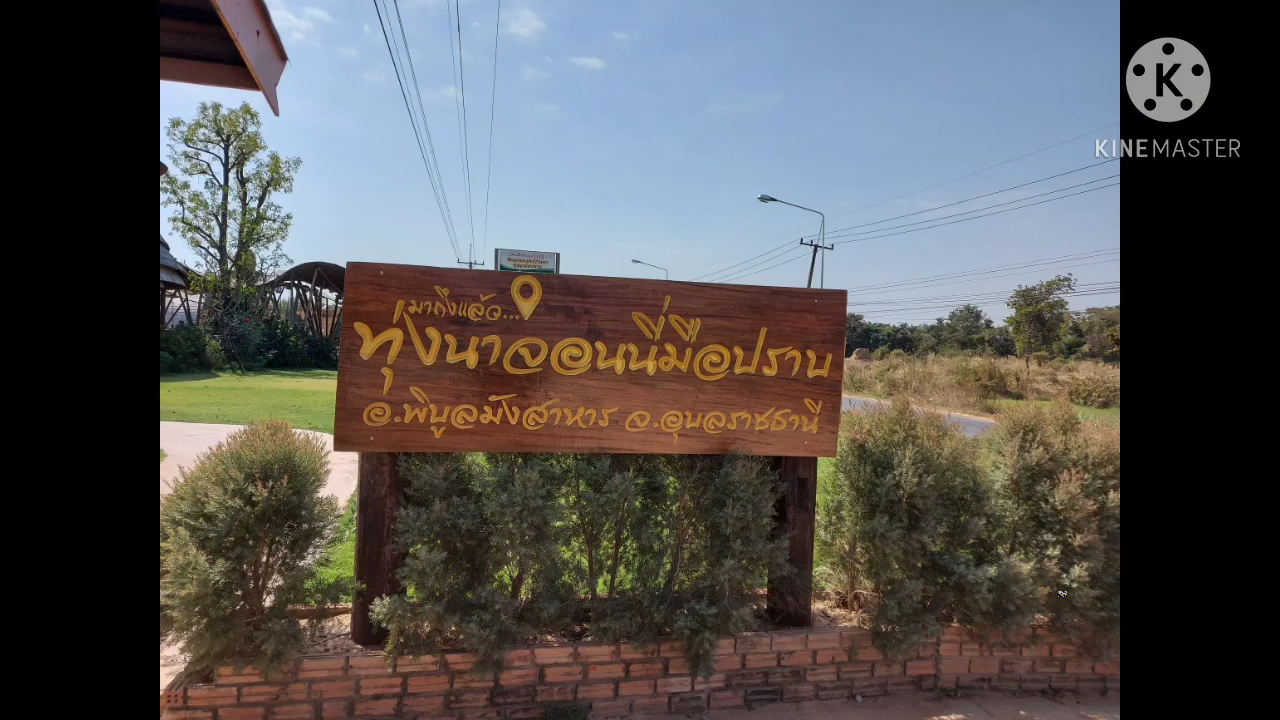 มาถึงแล้ว...
ทุ่งนาจอนนี่มือปราบ
อ.พิบูลมังสาหาร จ.อุบลราชธานี
K
KINEMASTER